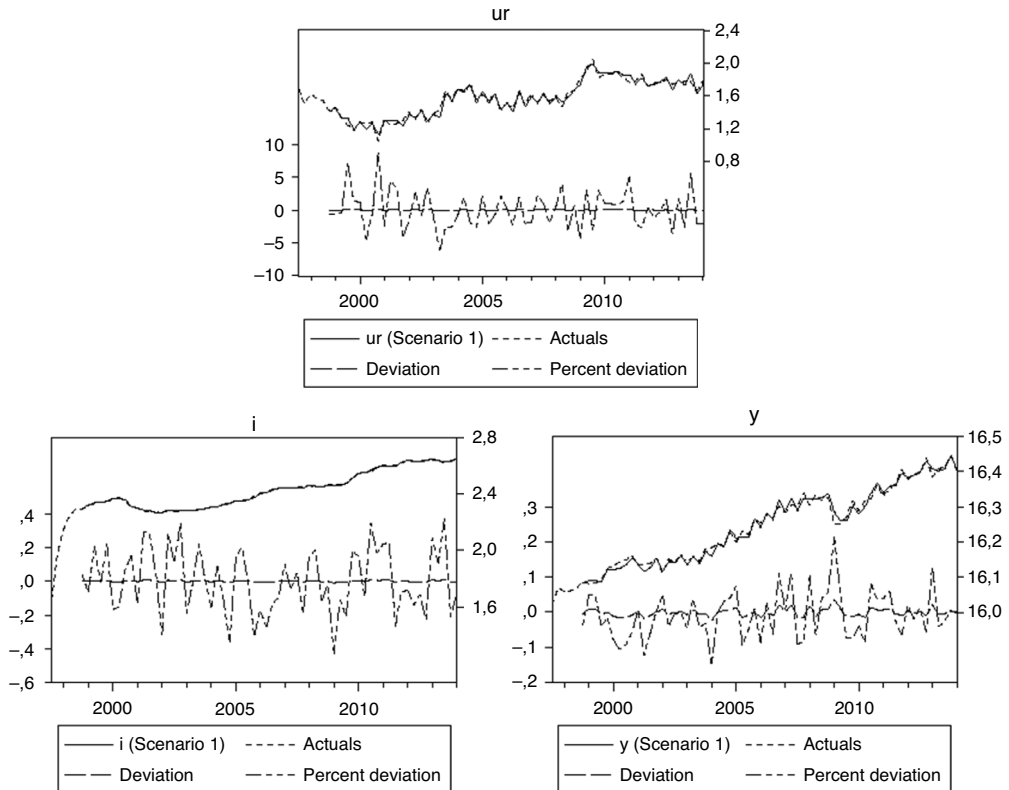 ur
2,4
2,0
1,6
1,2
0,8
10
5
0
−5
−10
2000 2005 2010
ur (Scenario 1) Actuals
Deviation Percent deviation
i
2,8
2,4
2,0
1,6
,4
,2
,0
−,2
−,4
−,6
2000 2005 2010
i (Scenario 1) Actuals
Deviation Percent deviation
y
16,5
16,4
16,3
16,2
16,1
16,0
,3
,2
,1
,0
−,1
−,2
2000 2005 2010
y (Scenario 1) Actuals
Deviation Percent deviation